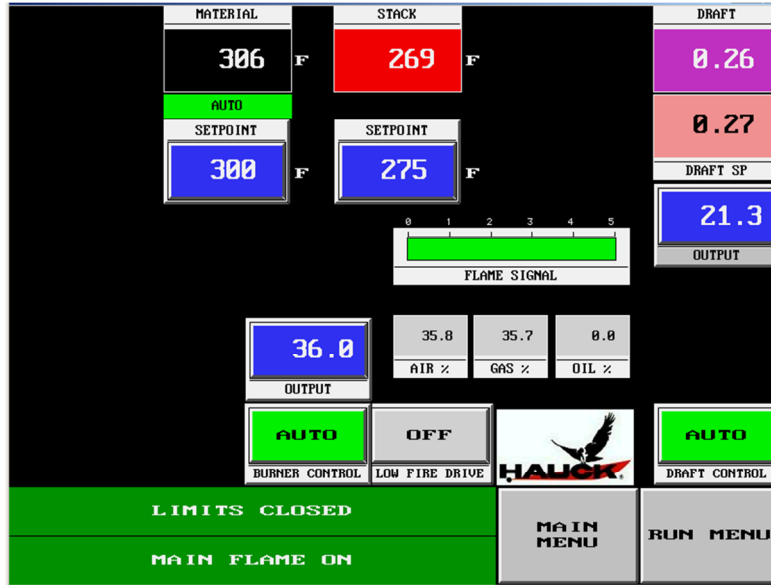 MATERIAL
306 F
AUTO
SETPOINT
300 F
STACK
269 F
SETPOINT
275 F
DRAFT
0.26
0.27
DRAFT SP
21.3
OUTPUT
0 1 2 3 4 5
FLAME SIGNAL
36.0
OUTPUT
35.8
AIR %
35.7
GAS %
0.0
OIL %
AUTO
BURNER CONTROL
OFF
LOW FIRE DRIVE
HAUCK
AUTO
DRAFT CONTROL
LIMITS CLOSED
MAIN FLAME ON
MAIN
MENU
RUN MENU